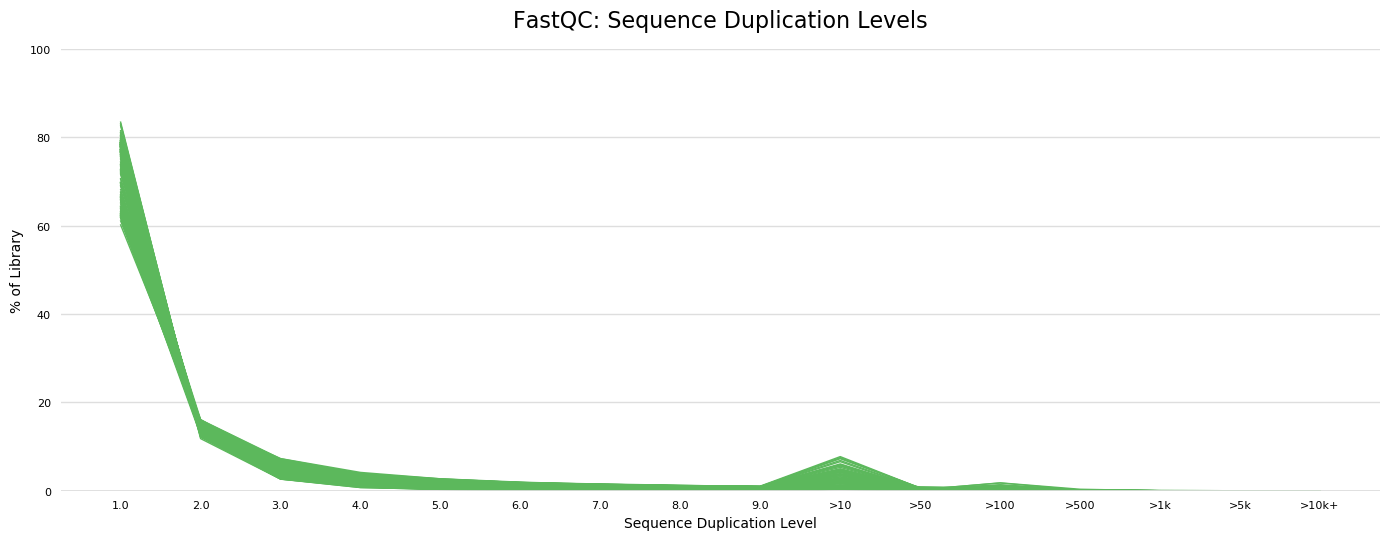 FastQC: Sequence Duplication Levels
100
80
60
40
20
0
% of Library
1.0 2.0 3.0 4.0 5.0 6.0 7.0 8.0 9.0 >10 >50 >100 >500 >1k >5k >10k+
Sequence Duplication Level